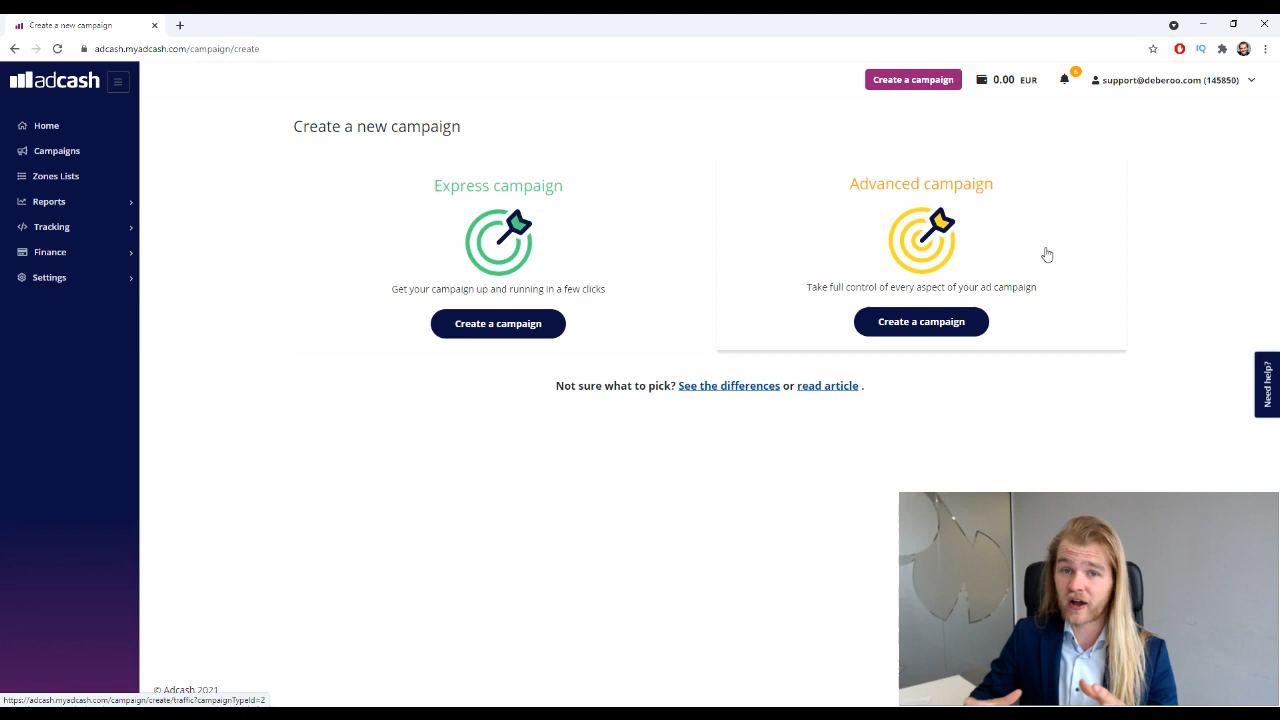 Create a new campaign
adcash.myadcash.com/campaign/create
IQ
adcash
Create a campaign
0.00 EUR
support@deberoo.com (145850)
Home
Campaigns
Zones Lists
Reports
Tracking
Finance
Settings
Create a new campaign
Express campaign
Get your campaign up and running in a few clicks
Create a campaign
Advanced campaign
Take full control of every aspect of your ad campaign
Create a campaign
Not sure what to pick? See the differences or read article .
Need help?
© Adcash 2021
https://adcash.myadcash.com/campaign/create/traffic?campaignTypeId=2